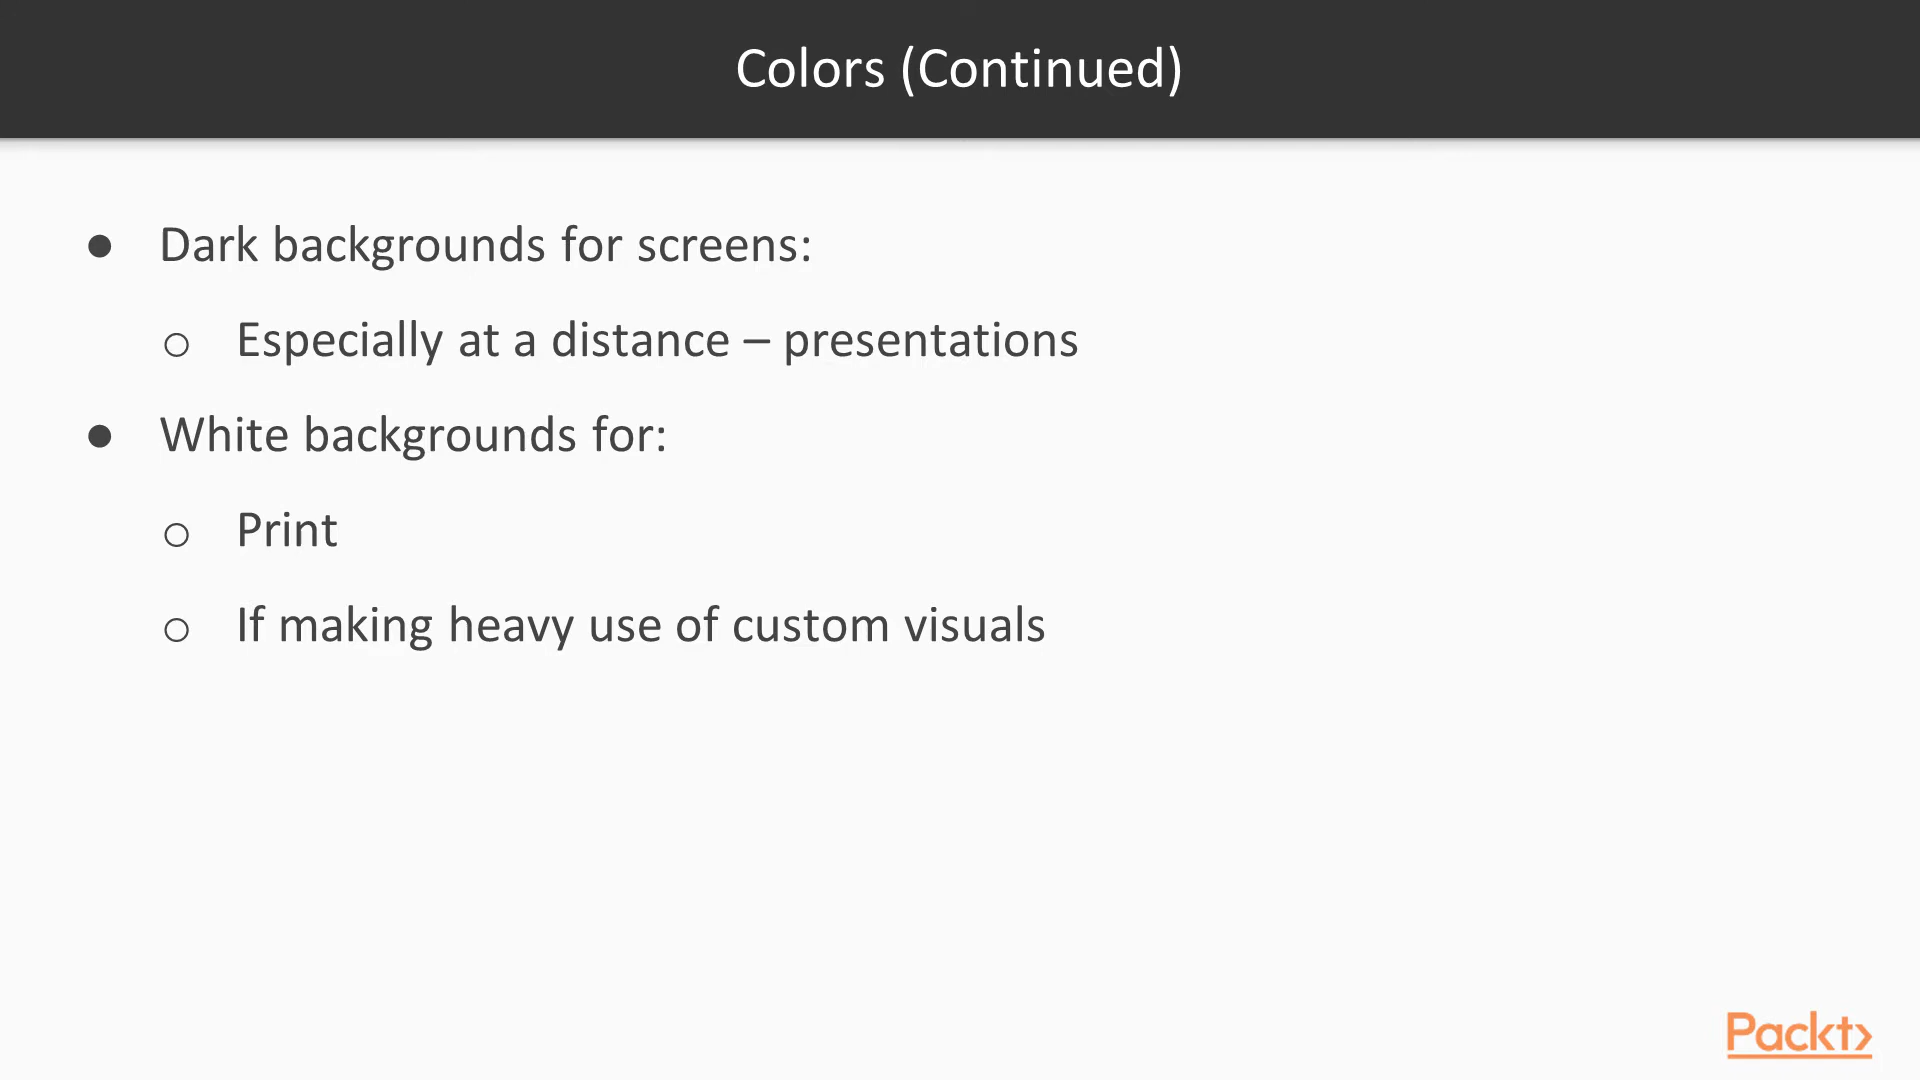 Colors (Continued)
● Dark backgrounds for screens:
○ Especially at a distance – presentations
● White backgrounds for:
○ Print
○ If making heavy use of custom visuals
Packt>